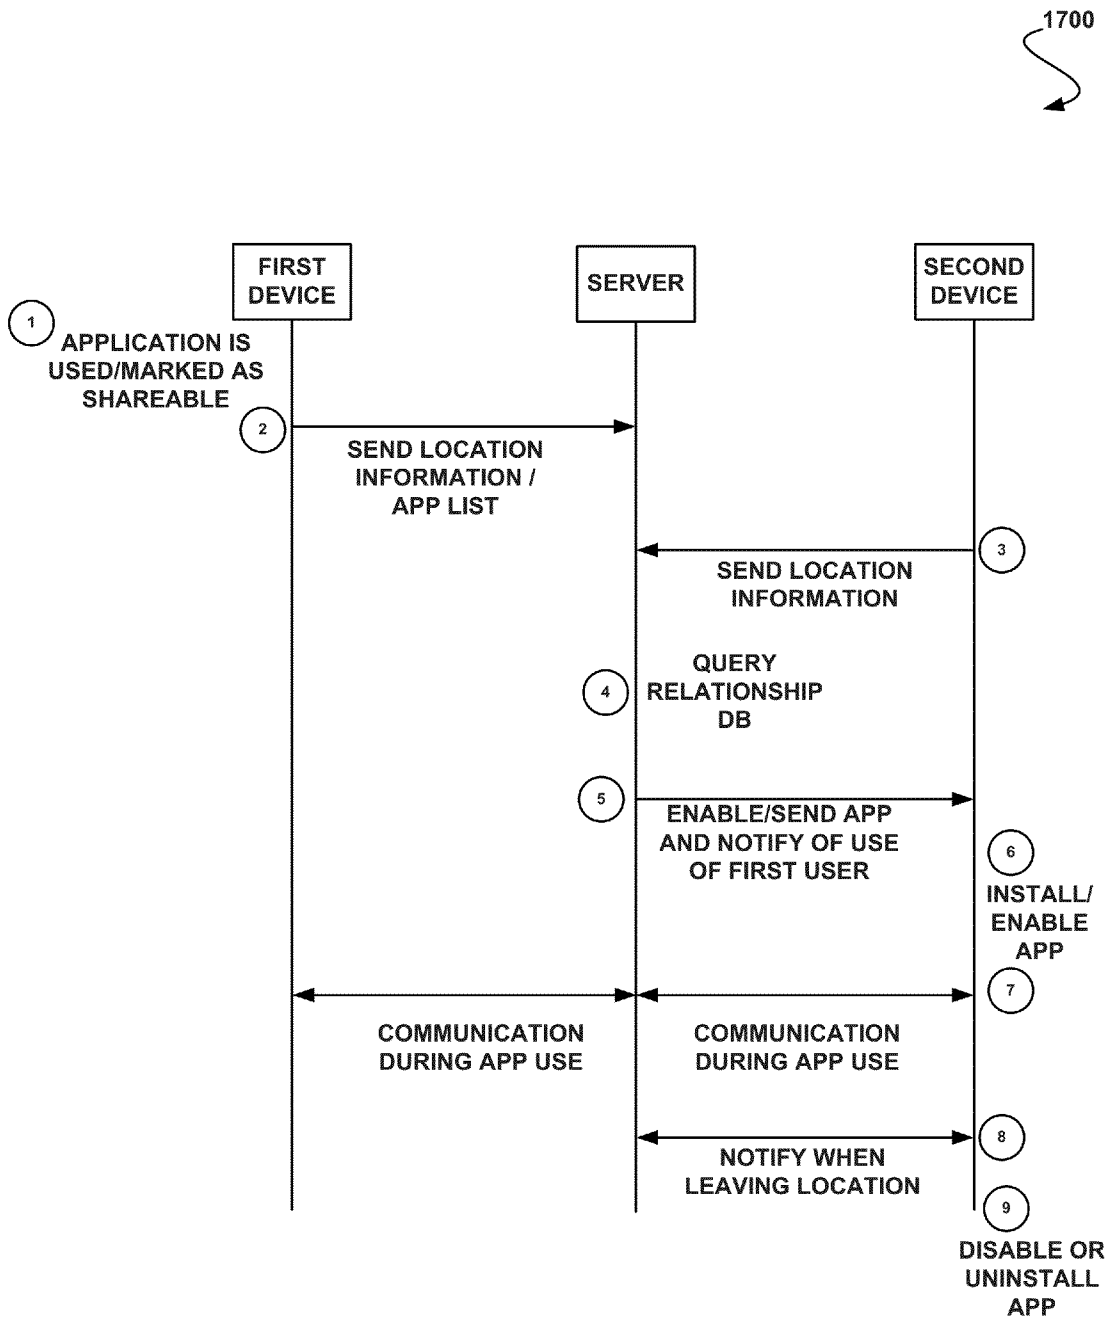 1700
FIRST
DEVICE
SERVER
SECOND
DEVICE
1
APPLICATION IS
USED/MARKED AS
SHAREABLE
2
SEND LOCATION
INFORMATION /
APP LIST
3
SEND LOCATION
INFORMATION
4
QUERY
RELATIONSHIP
DB
5
ENABLE/SEND APP
AND NOTIFY OF USE
OF FIRST USER
6
INSTALL/
ENABLE
APP
7
COMMUNICATION
DURING APP USE
COMMUNICATION
DURING APP USE
8
NOTIFY WHEN
LEAVING LOCATION
9
DISABLE OR
UNINSTALL
APP